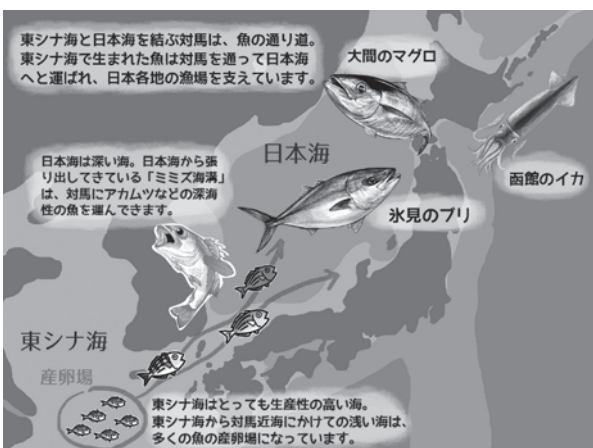 東シナ海と日本海を結ぶ対馬は、魚の通り道。
東シナ海で生まれた魚は対馬を通って日本海
へと運ばれ、日本各地の漁場を支えています。
大間のマグロ
函館のイカ
日本海
日本海は深い海。日本海から張
り出してきている「ミミズ海溝」
は、対馬にアカムツなどの深海
性の魚を運んできます。
氷見のブリ
東シナ海
産卵場
東シナ海はとっても生産性の高い海。
東シナ海から対馬近海にかけての浅い海は、
多くの魚の産卵場になっています。